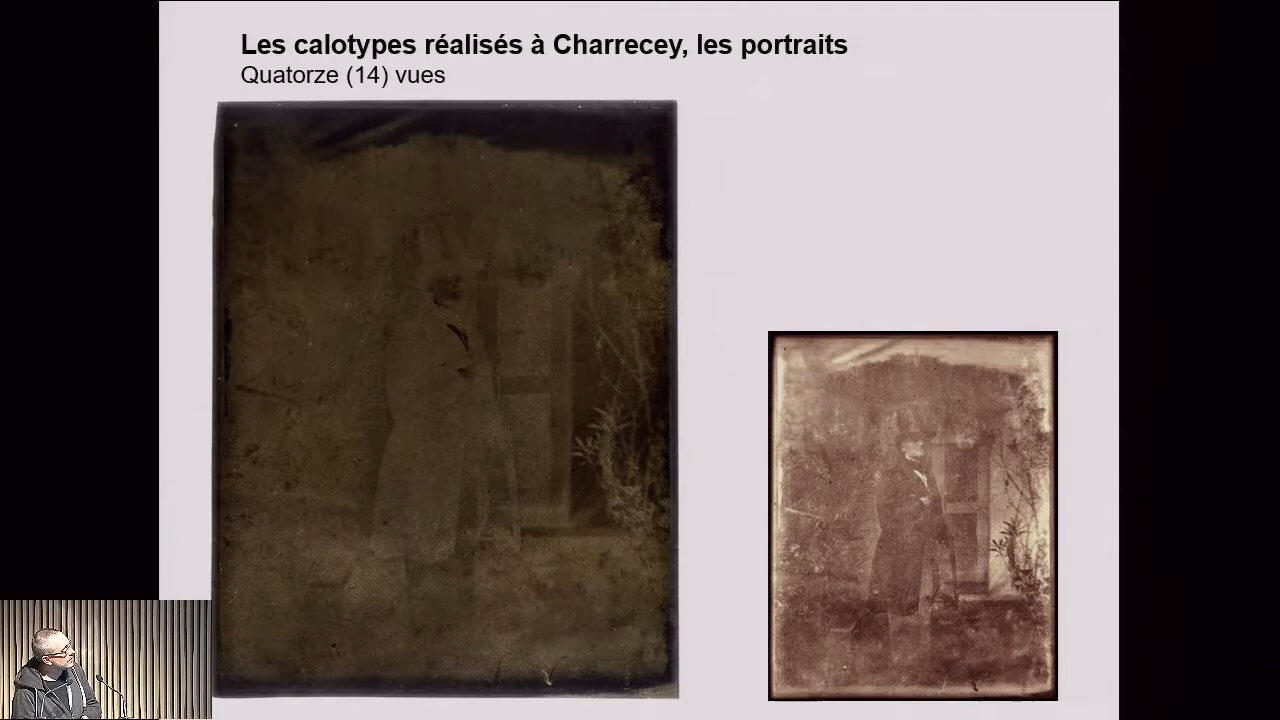 Les calotypes réalisés à Charrecey, les portraits
Quatorze (14) vues